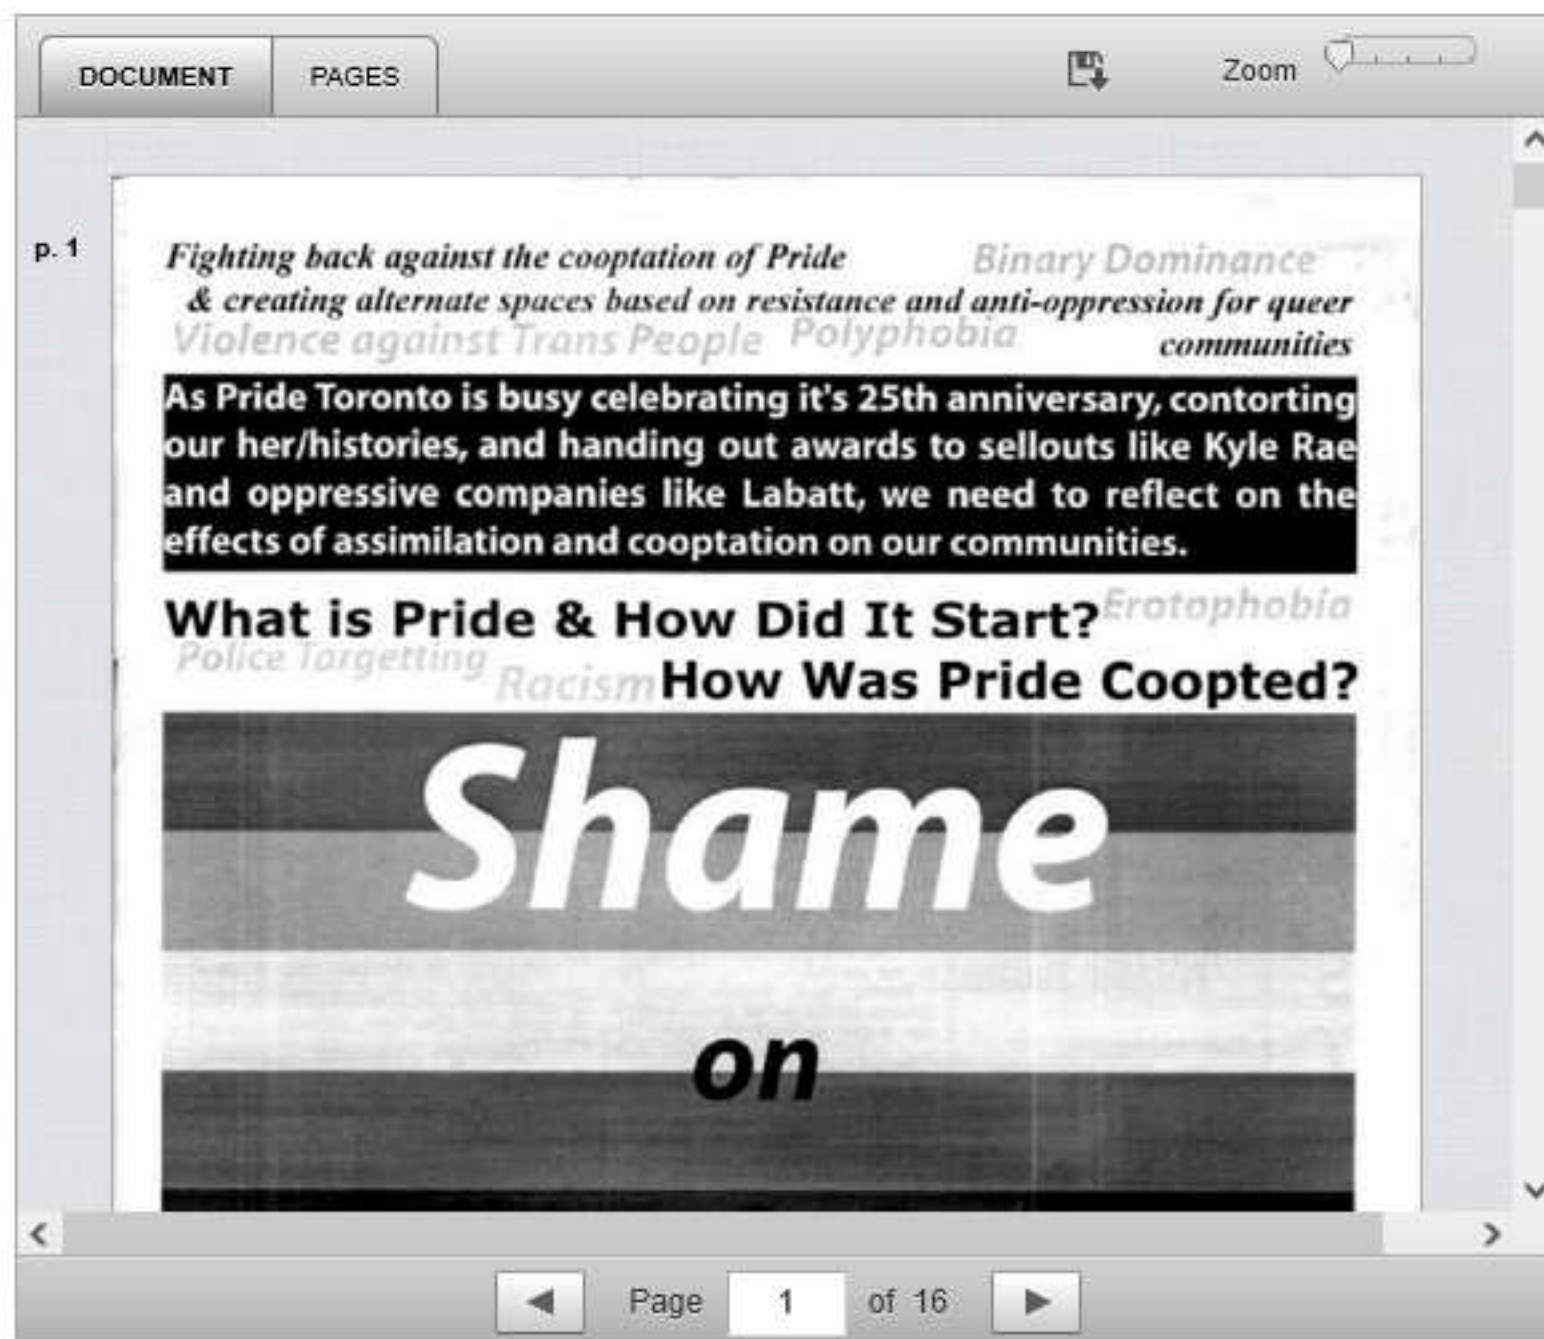 DOCUMENT PAGES Zoom
p. 1
Fighting back against the cooptation of Pride Binary Dominance
& creating alternate spaces based on resistance and anti-oppression for queer
Violence against Trans People Polyphobia communities
As Pride Toronto is busy celebrating it's 25th anniversary, contorting
our her/histories, and handing out awards to sellouts like Kyle Rae
and oppressive companies like Labatt, we need to reflect on the
effects of assimilation and cooptation on our communities.
What is Pride & How Did It Start? Erotophobia
Police Targetting Racism How Was Pride Coopted?
Shame
on
Page 1 of 16